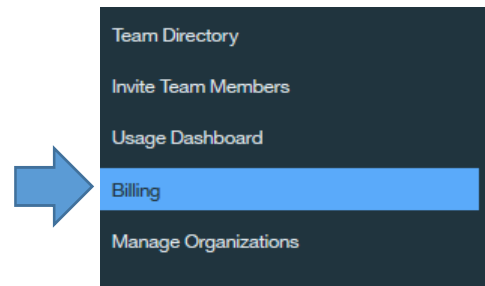 Team Directory
Invite Team Members
Usage Dashboard
Billing
Manage Organizations